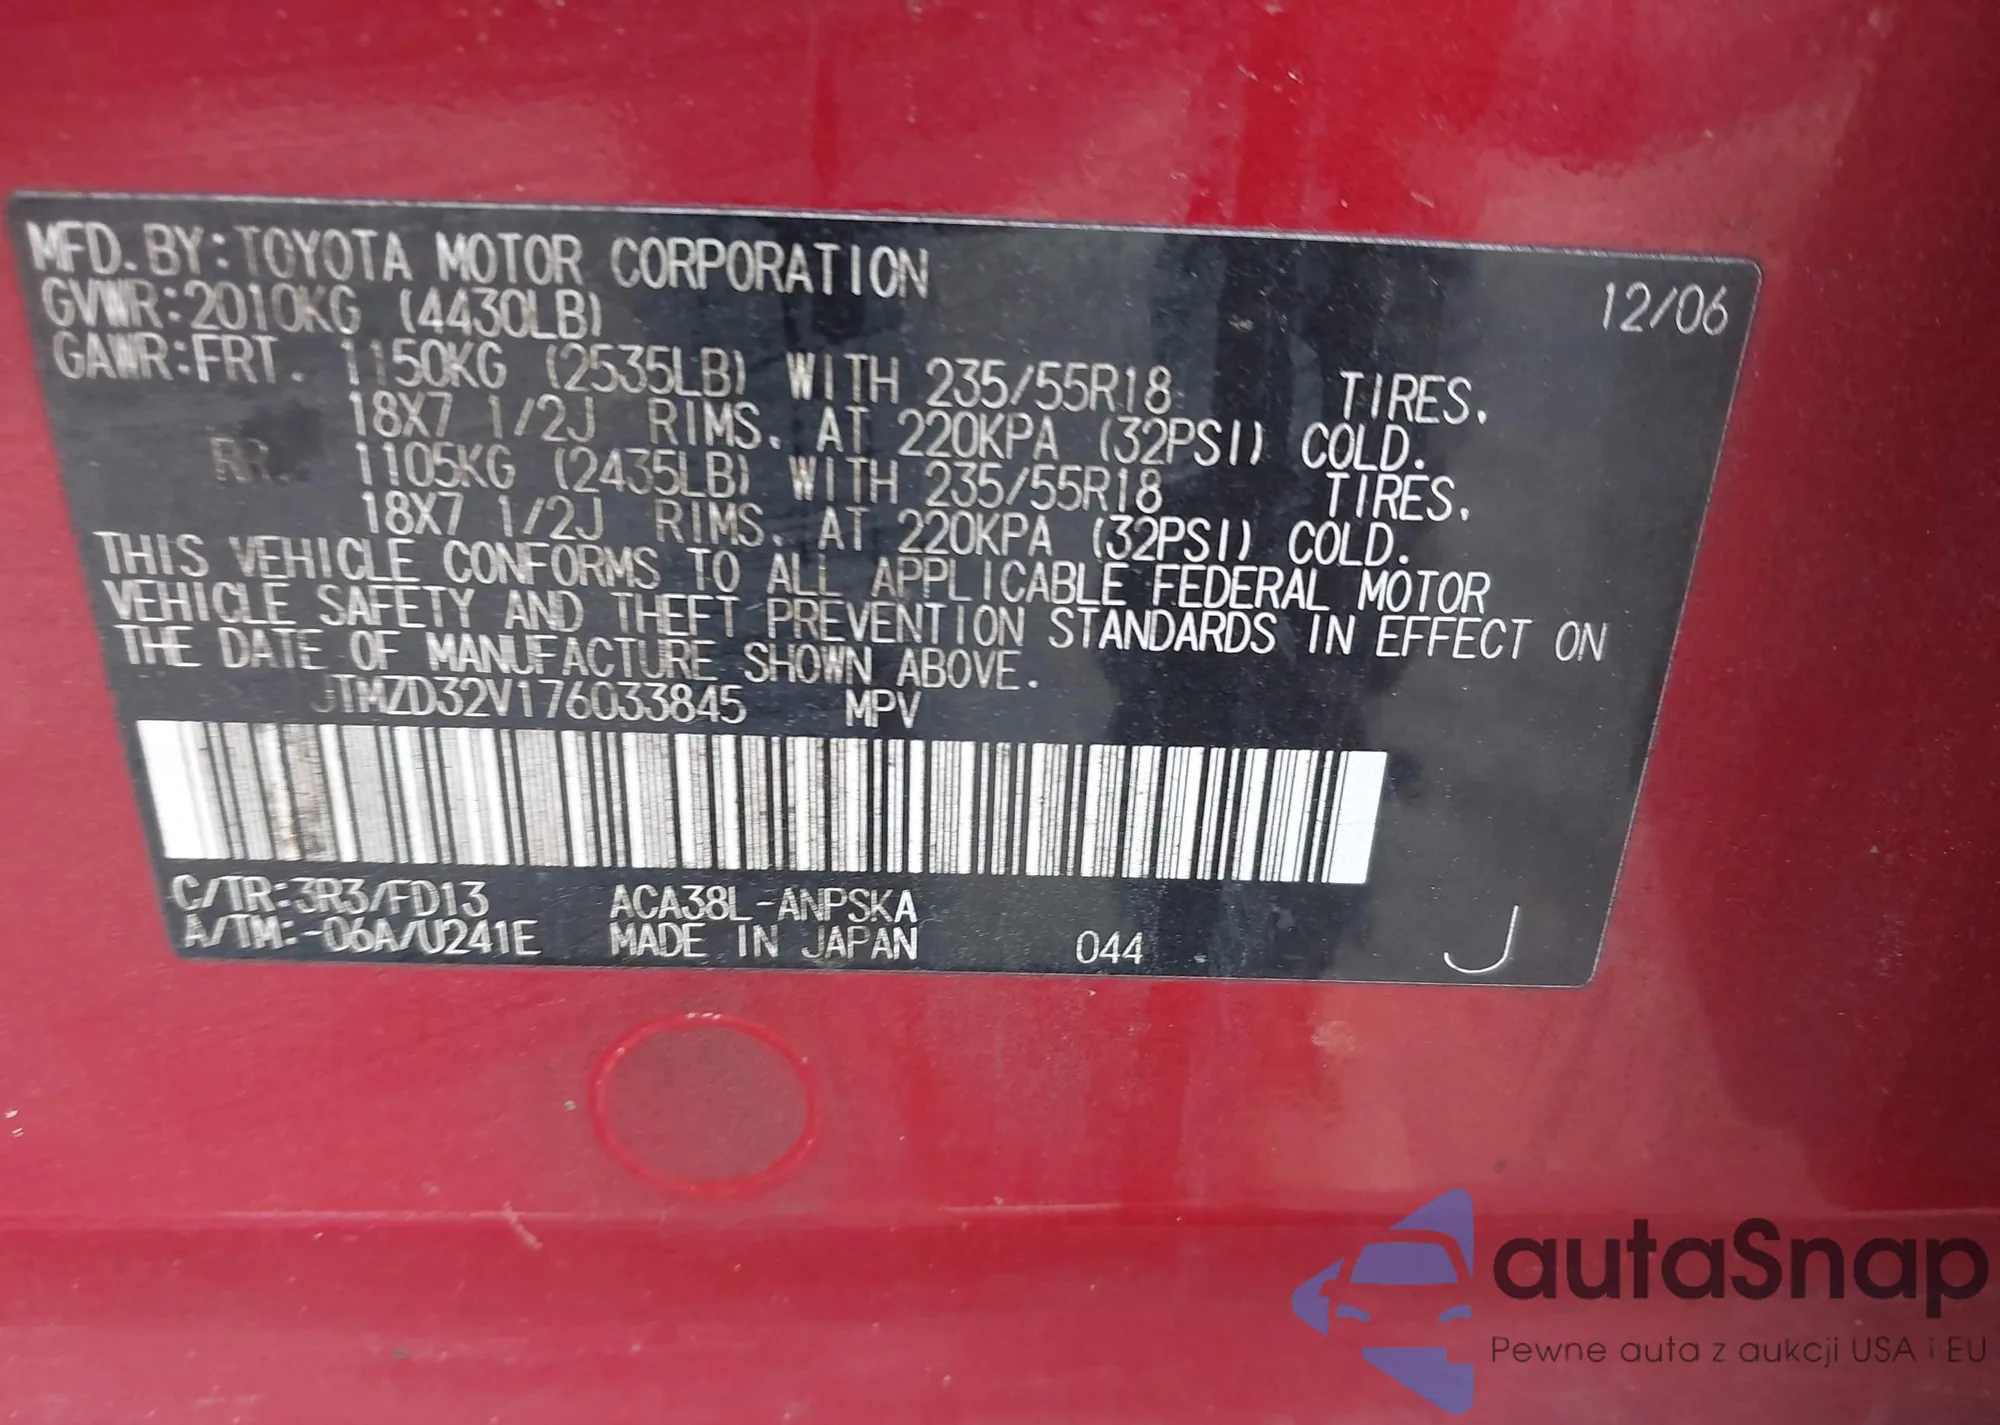 MFD. BY: TOYOTA MOTOR CORPORATION 12/06
GVWR: 2010KG (4430LB)
GAWR: FRT. 1150KG (2535LB) WITH 235/55R18 TIRES,
18X7 1/2J RIMS, AT 220KPA (32PSI) COLD.
RR. 1105KG (2435LB) WITH 235/55R18 TIRES,
18X7 1/2J RIMS, AT 220KPA (32PSI) COLD.
THIS VEHICLE CONFORMS TO ALL APPLICABLE FEDERAL MOTOR
VEHICLE SAFETY AND THEFT PREVENTION STANDARDS IN EFFECT ON
THE DATE OF MANUFACTURE SHOWN ABOVE.
JTMZD32V176033845 MPV
C/TR: 3R3/FD13 ACA38L-ANPSKA
A/TM: -06A/U241E MADE IN JAPAN 044 J
autaSnap
Pewne auta z aukcji USA i EU